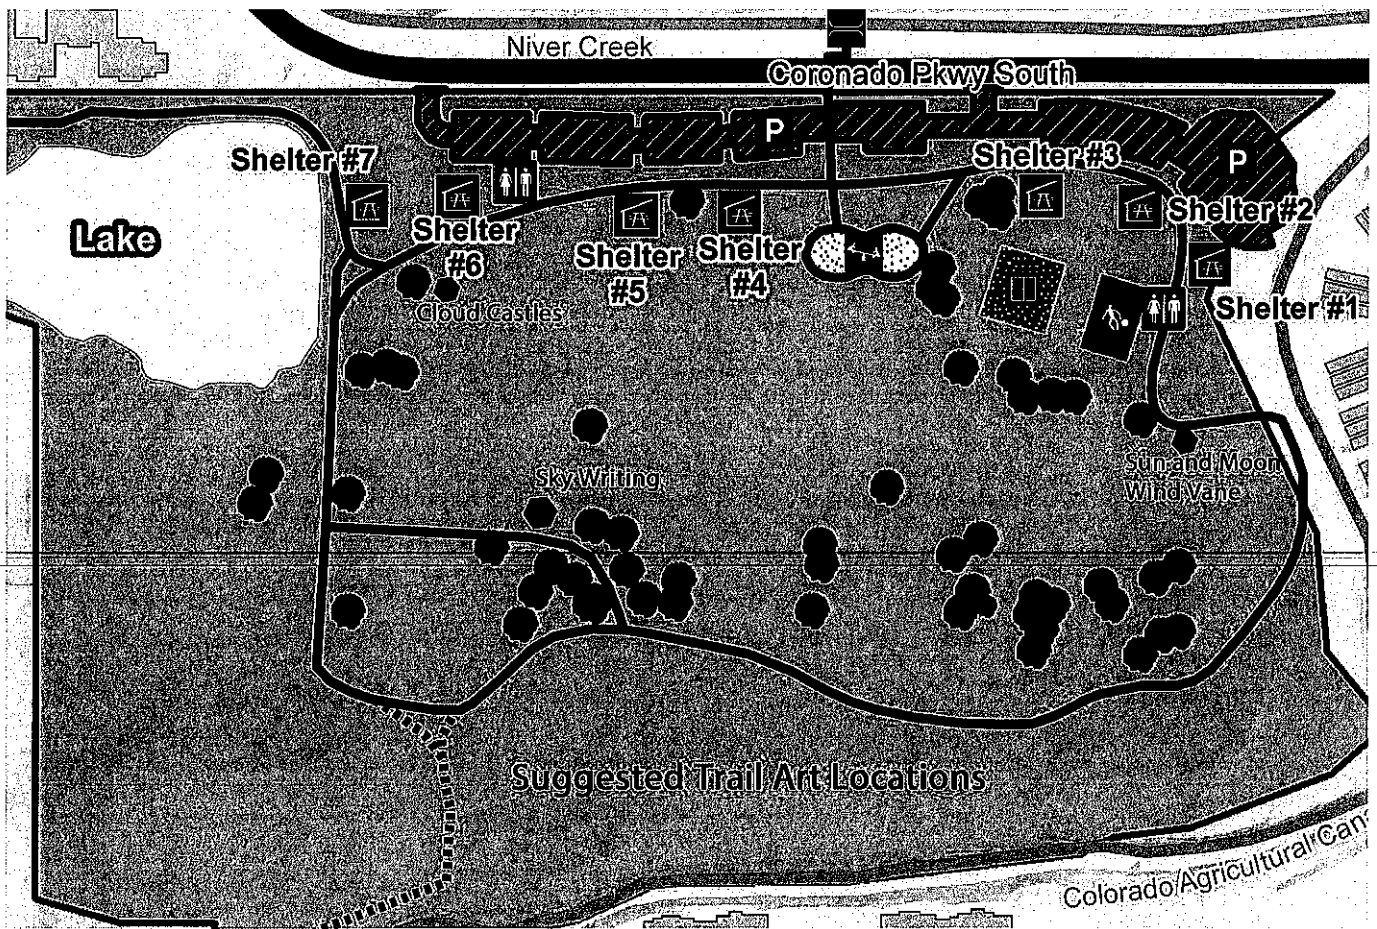 Niver Creek
Coronado Pkwy South
P
Shelter #7
Shelter #3
P
Shelter #2
Lake
Shelter
#6
Shelter
#5
Shelter
#4
Shelter #1
Cloud Castles
Sky Writing
Sun and Moon
Wind Vane
Suggested Trail Art Locations
Colorado Agricultural Can